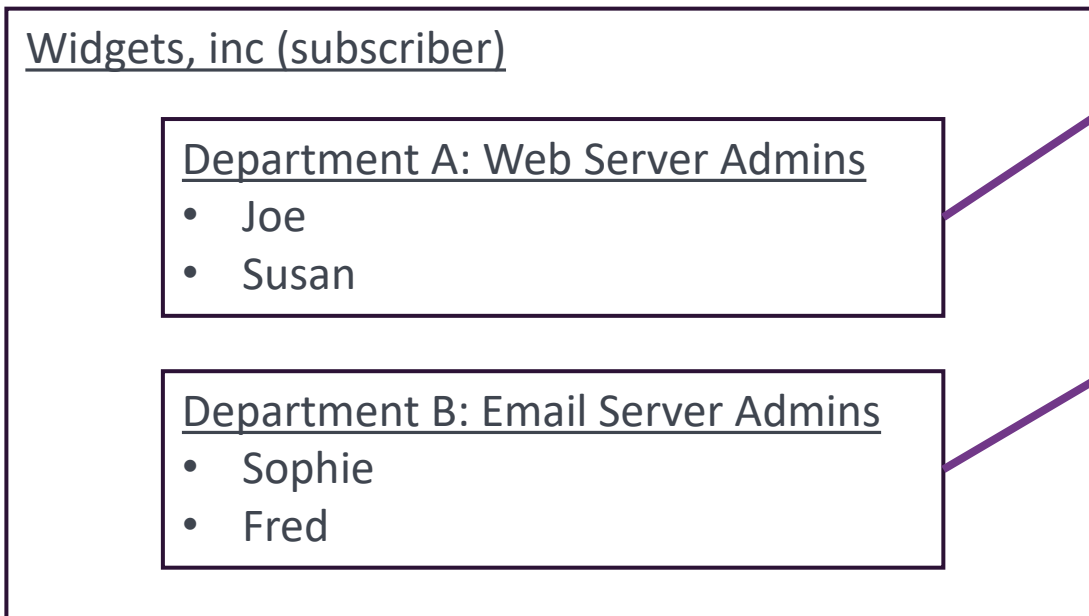 Widgets, inc (subscriber)
Department A: Web Server Admins
• Joe
• Susan
Department B: Email Server Admins
• Sophie
• Fred